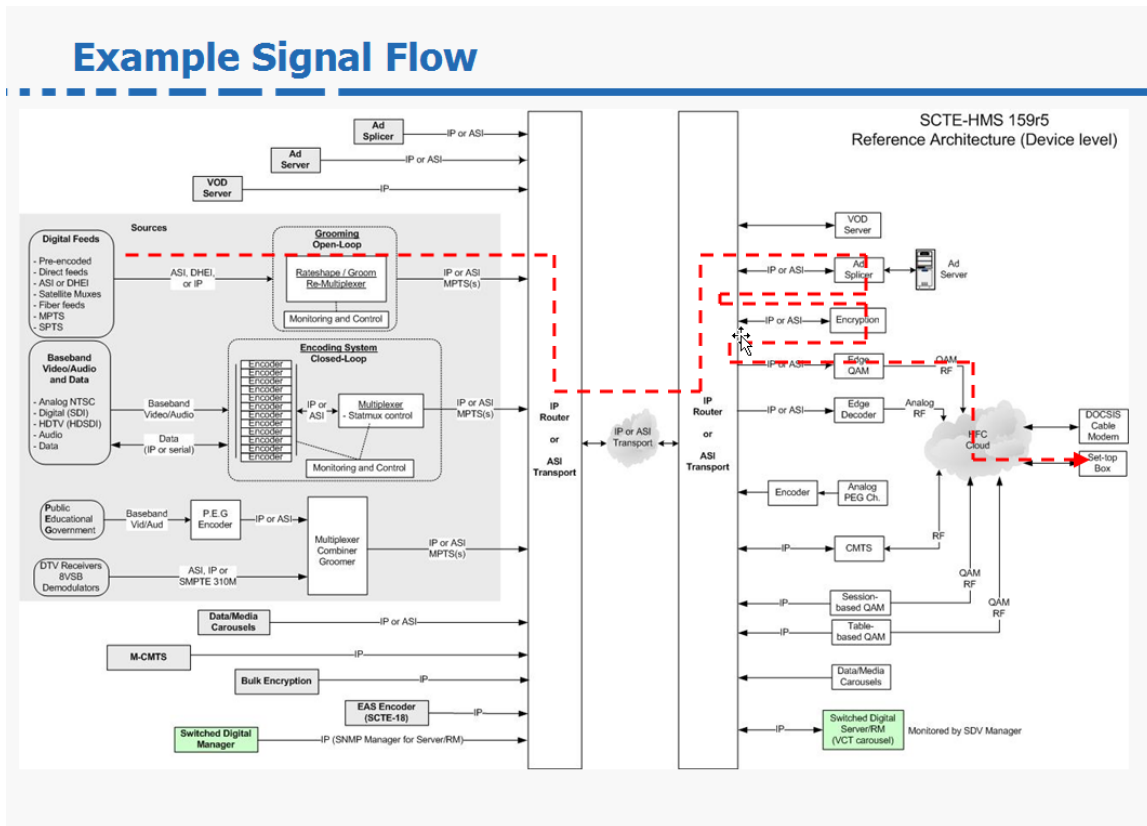 Example Signal Flow
SCTE-HMS 159r5
Reference Architecture (Device level)
Ad
Splicer
IP or ASI
Ad
Server
IP or ASI
VOD
Server
IP
Sources
Digital Feeds
- Pre-encoded
- Direct feeds
- ASI or DHEI
- Satellite Muxes
- Fiber feeds
- MPTS
- SPTS
ASI, DHEI,
or IP
Grooming
Open-Loop
Rateshape / Groom
Re-Multiplexer
Monitoring and Control
IP or ASI
MPTS(s)
Baseband
Video/Audio
and Data
- Analog NTSC
- Digital (SDI)
- HDTV (HDSDI)
- Audio
- Data
Baseband
Video/Audio
Data
(IP or serial)
Encoding System
Closed-Loop
Encoder
Encoder
Encoder
Encoder
Encoder
Encoder
Encoder
Encoder
Encoder
Encoder
Encoder
Encoder
IP or
ASI
Multiplexer
- Statmux control
Monitoring and Control
IP or ASI
MPTS(s)
Public
Educational
Government
Baseband
Vid/Aud
P.E.G
Encoder
IP or ASI
Multiplexer
Combiner
Groomer
IP or ASI
MPTS(s)
DTV Receivers
8VSB
Demodulators
ASI, IP or
SMPTE 310M
Data/Media
Carousels
IP or ASI
M-CMTS
IP
Bulk Encryption
IP
EAS Encoder
(SCTE-18)
IP
Switched Digital
Manager
IP (SNMP Manager for Server/RM)
IP
Router
or
ASI
Transport
IP or ASI
Transport
IP
Router
or
ASI
Transport
VOD
Server
IP or ASI
Ad
Splicer
Ad
Server
IP or ASI
Encryption
IP or ASI
Edge
QAM
QAM
RF
IP or ASI
Edge
Decoder
Analog
RF
HFC
Cloud
DOCSIS
Cable
Modem
Set-top
Box
Encoder
Analog
PEG Ch.
IP
CMTS
RF
IP
Session-
based QAM
QAM
RF
IP
Table-
based QAM
QAM
RF
Data/Media
Carousels
IP
Switched Digital
Server/RM
(VCT carousel)
Monitored by SDV Manager